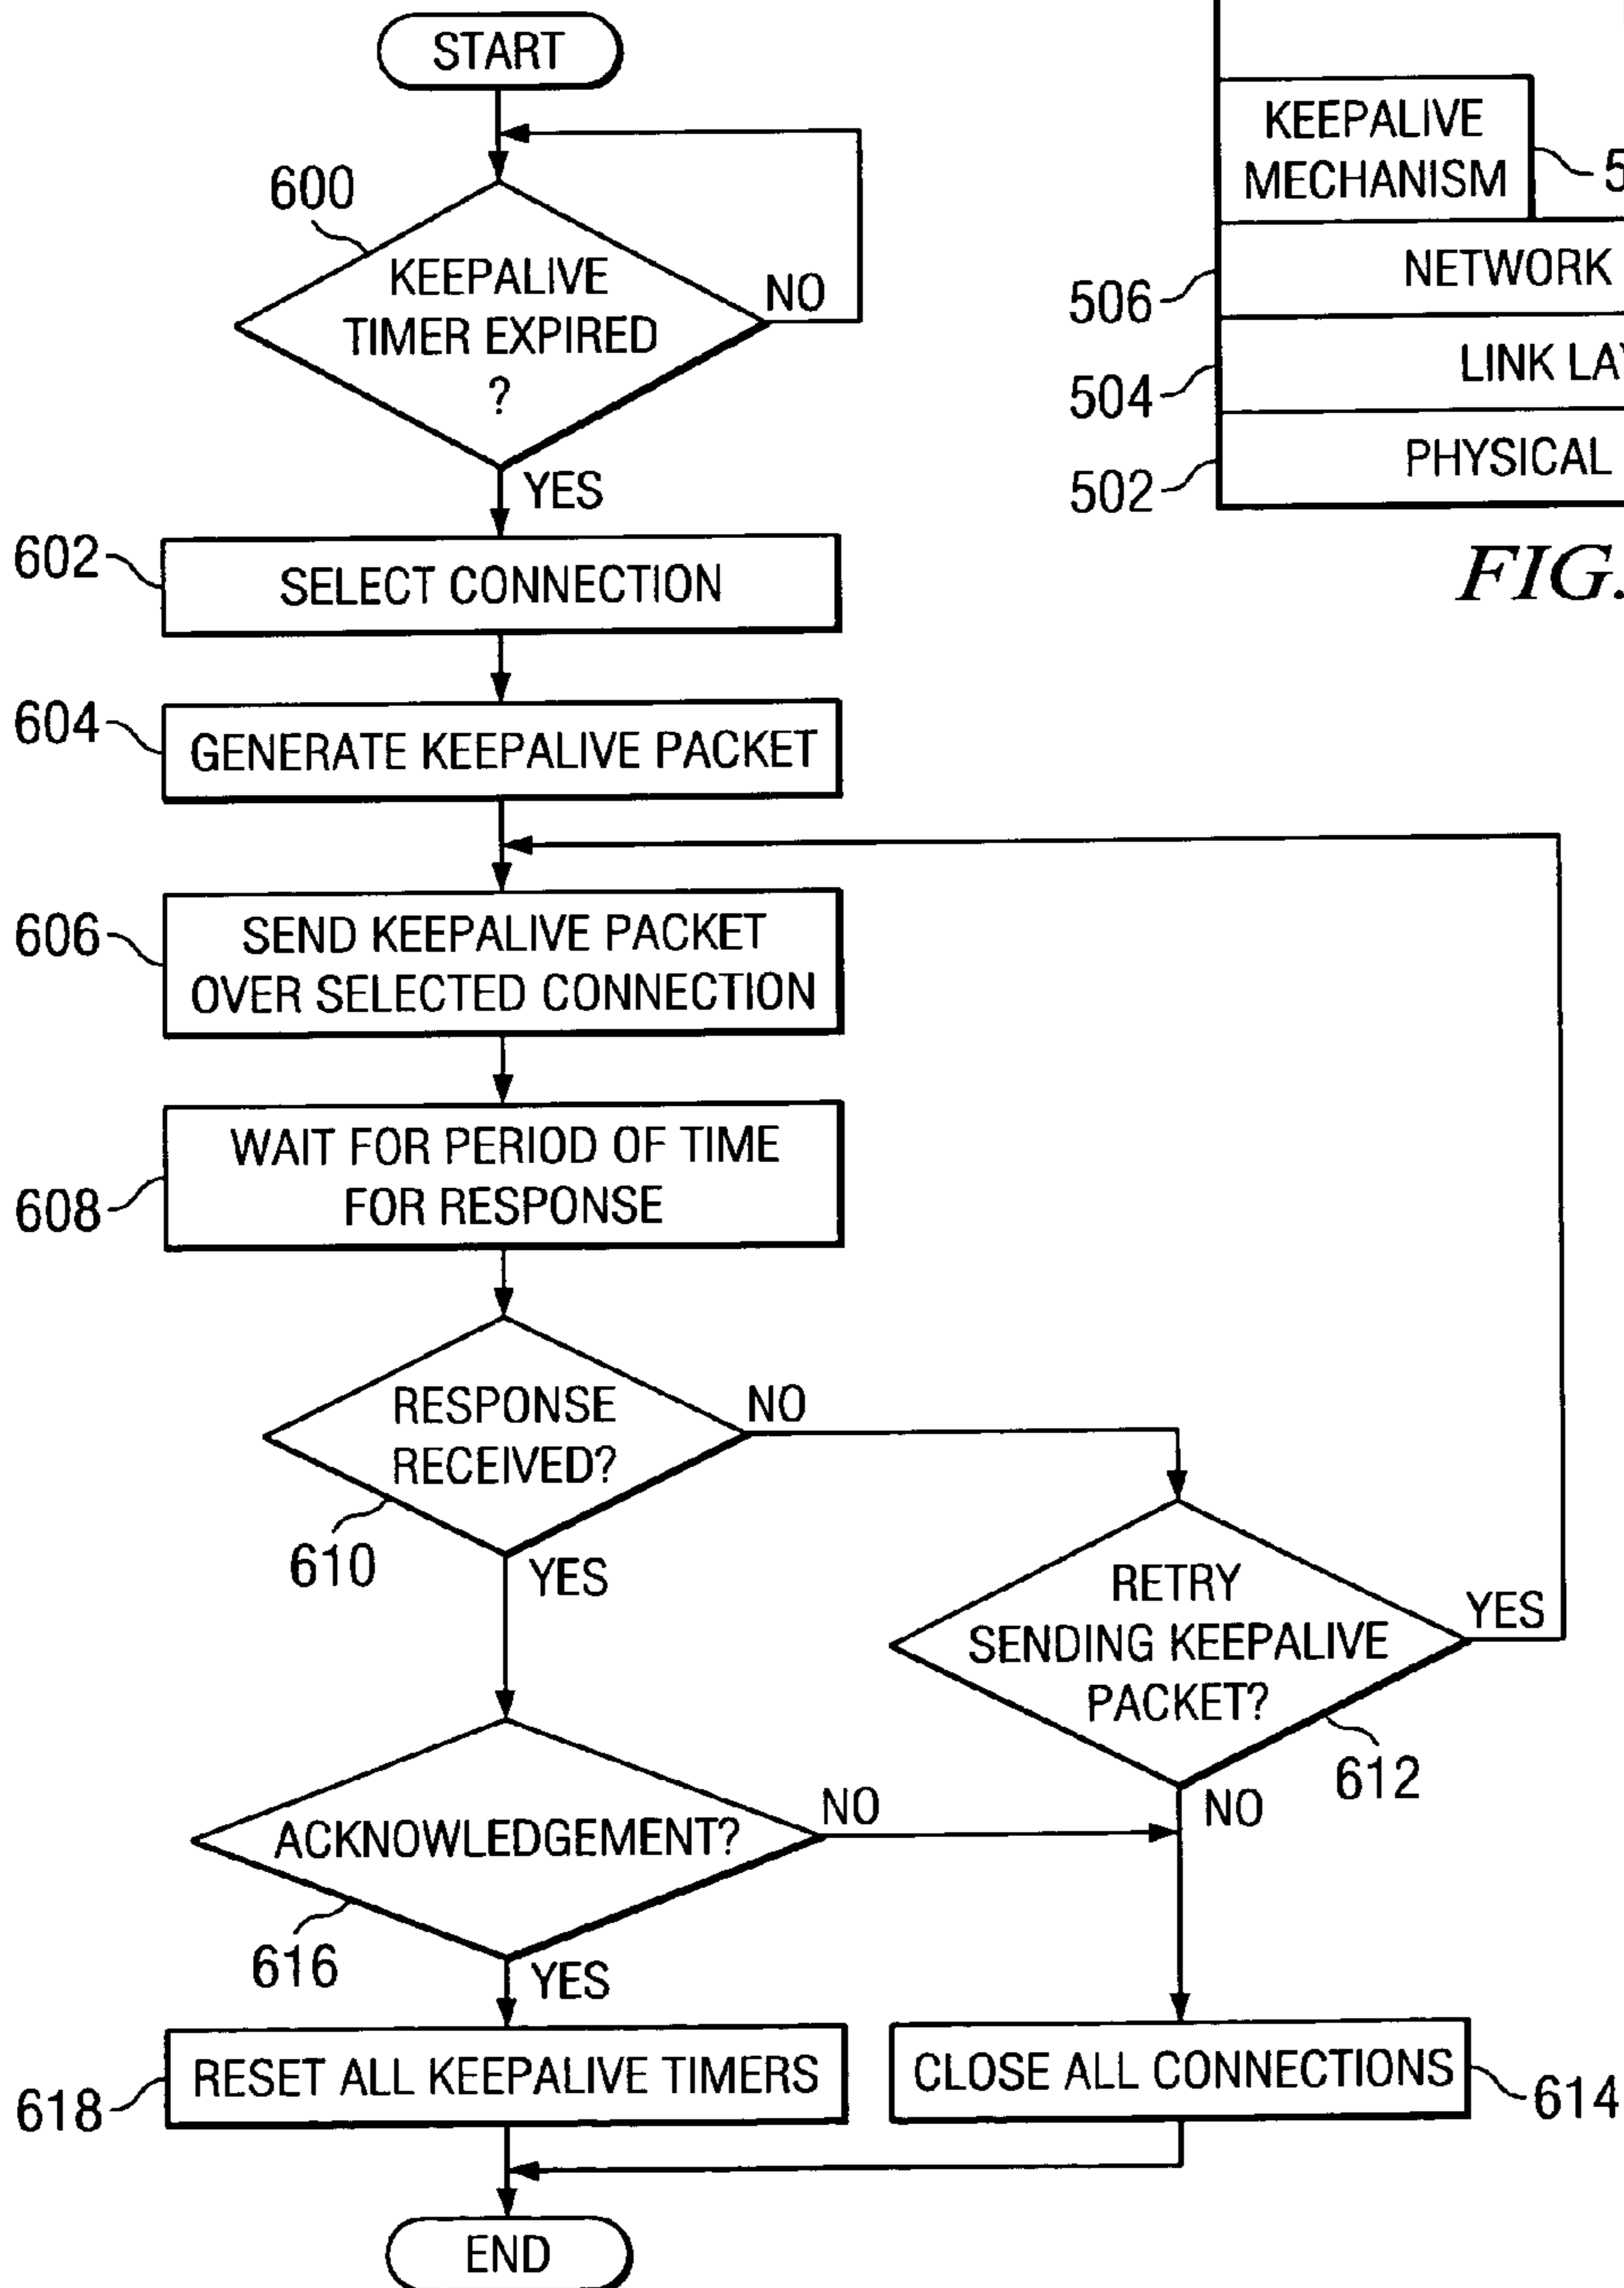 START
600
KEEPALIVE
TIMER EXPIRED
?
NO
YES
602
SELECT CONNECTION
604
GENERATE KEEPALIVE PACKET
606
SEND KEEPALIVE PACKET
OVER SELECTED CONNECTION
608
WAIT FOR PERIOD OF TIME
FOR RESPONSE
RESPONSE
RECEIVED?
NO
610
YES
RETRY
SENDING KEEPALIVE
PACKET?
YES
612
NO
ACKNOWLEDGEMENT?
NO
616
YES
618
RESET ALL KEEPALIVE TIMERS
CLOSE ALL CONNECTIONS
614
END
KEEPALIVE
MECHANISM
506
NETWORK
504
LINK
502
PHYSICAL
FIG.